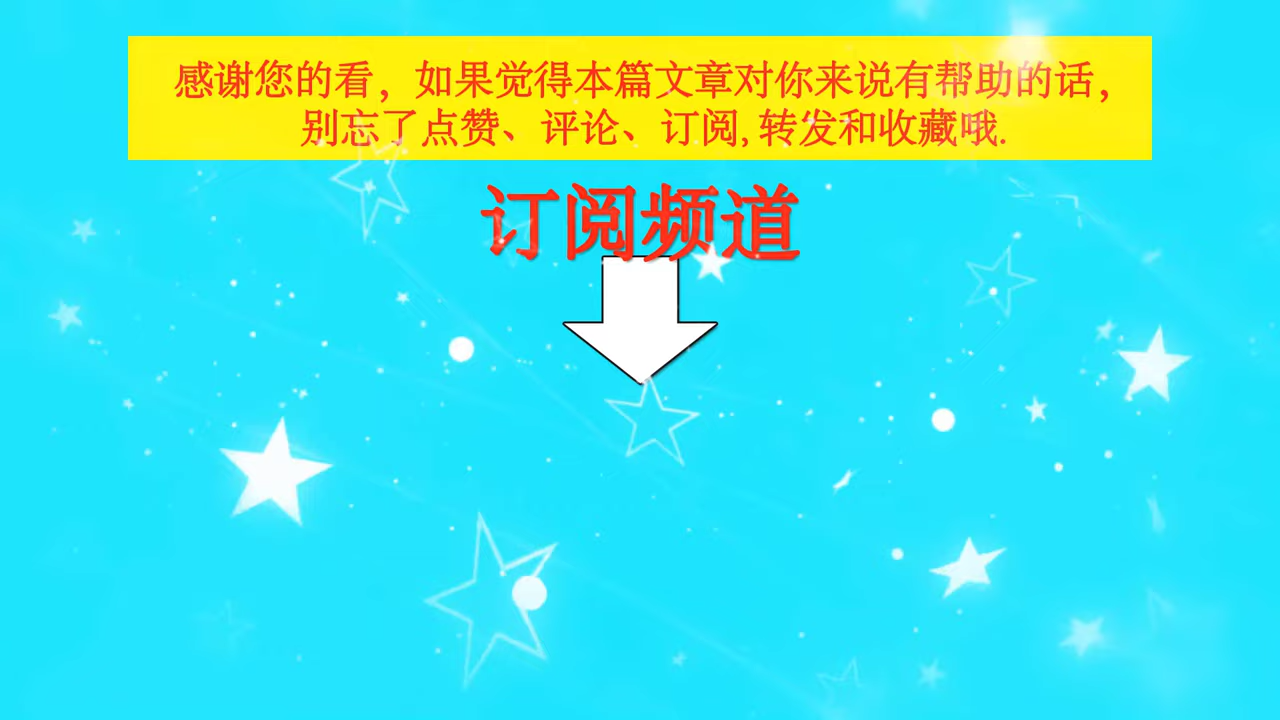 感谢您的看，如果觉得本篇文章对你来说有帮助的话，
别忘了点赞、评论、订阅,转发和收藏哦.
订阅频道